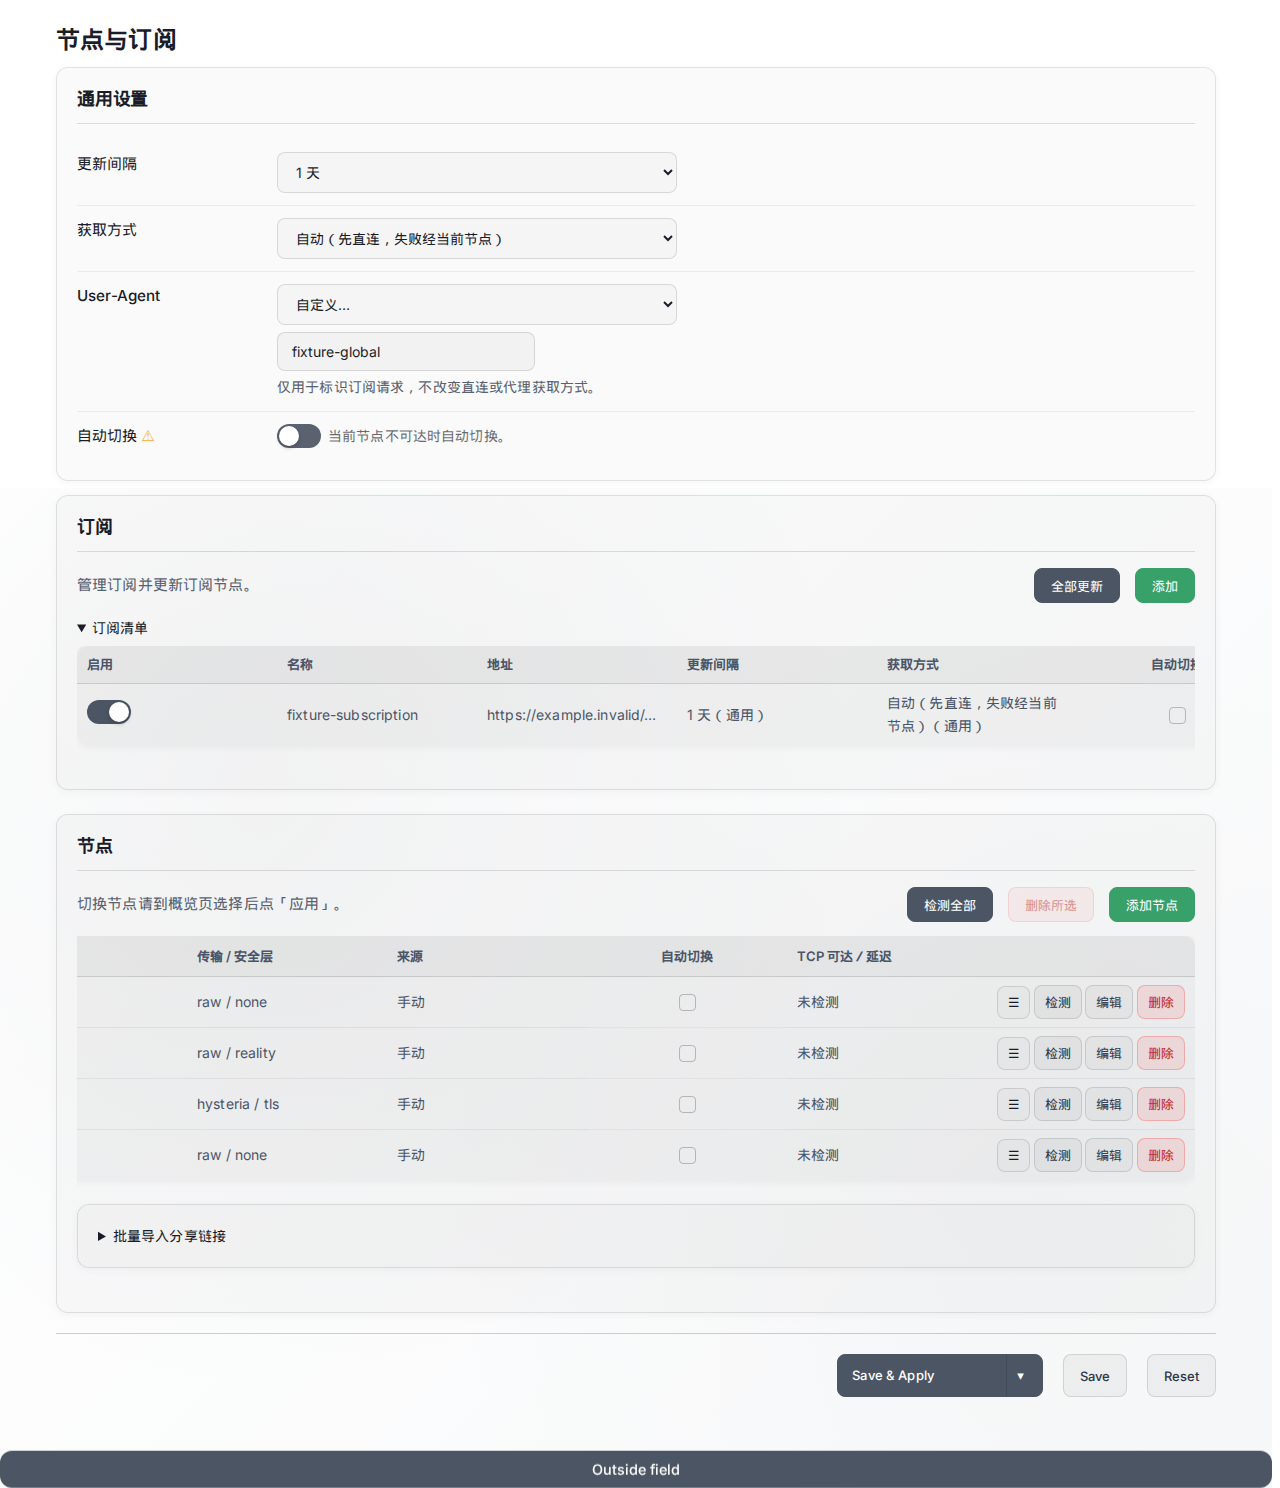 节点与订阅
通用设置
更新间隔
1 天
获取方式
自动（先直连，失败经当前节点）
User-Agent
自定义...
fixture-global
仅用于标识订阅请求，不改变直连或代理获取方式。
自动切换 ⚠
当前节点不可达时自动切换。
订阅
管理订阅并更新订阅节点。
全部更新
添加
▼ 订阅清单
启用 名称 地址 更新间隔 获取方式 自动切
fixture-subscription https://example.invalid/... 1 天（通用） 自动（先直连，失败经当前
节点）（通用）
节点
切换节点请到概览页选择后点「应用」。
检测全部
删除所选
添加节点
传输 / 安全层 来源 自动切换 TCP 可达 / 延迟
raw / none 手动 未检测 ☰ 检测 编辑 删除
raw / reality 手动 未检测 ☰ 检测 编辑 删除
hysteria / tls 手动 未检测 ☰ 检测 编辑 删除
raw / none 手动 未检测 ☰ 检测 编辑 删除
▶ 批量导入分享链接
Save & Apply ▼ Save Reset
Outside field